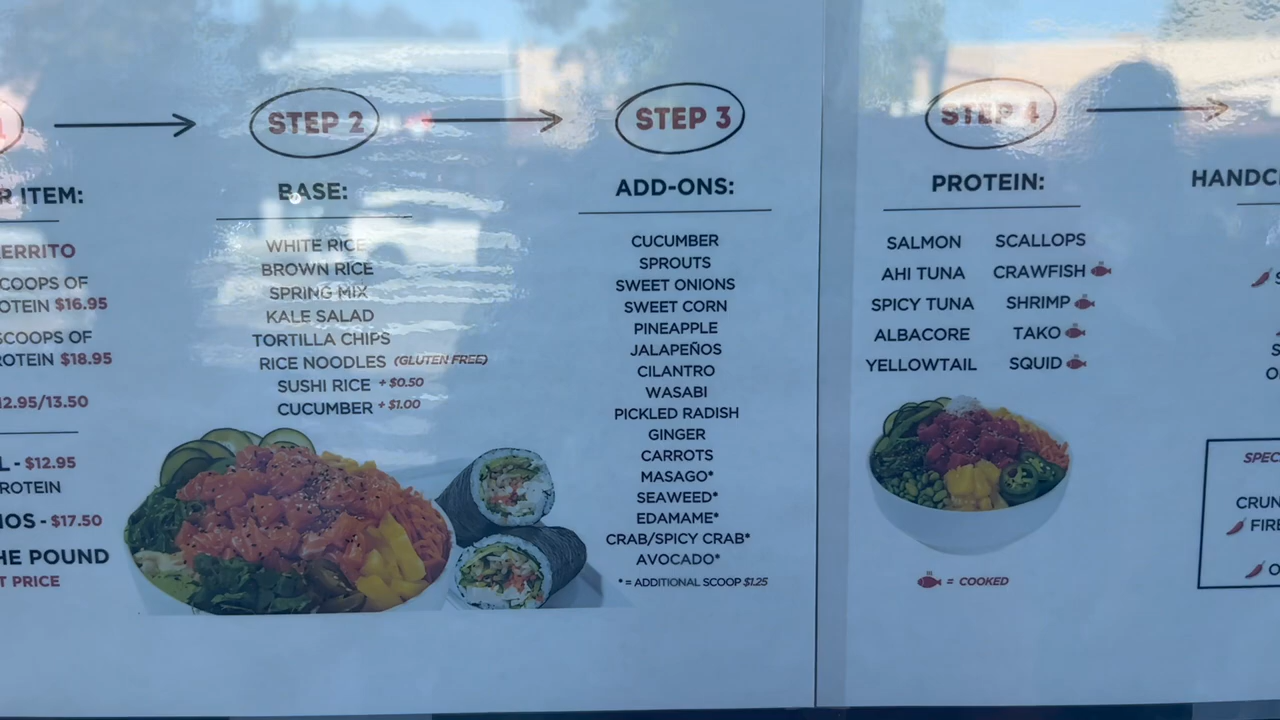 STEP 2
STEP 3
STEP 4
ITEM:
COOPS OF
OTEIN $16.95
SCOOPS OF
ROTEIN $18.95
2.95/13.50
- $12.95
PROTEIN
- $17.50
POUND
PRICE
BASE:
WHITE RICE
BROWN RICE
SPRING MIX
KALE SALAD
TORTILLA CHIPS
RICE NOODLES (GLUTEN FREE)
SUSHI RICE + $0.50
CUCUMBER + $1.00
ADD-ONS:
CUCUMBER
SPROUTS
SWEET ONIONS
SWEET CORN
PINEAPPLE
JALAPEÑOS
CILANTRO
WASABI
PICKLED RADISH
GINGER
CARROTS
MASAGO*
SEAWEED*
EDAMAME*
CRAB/SPICY CRAB*
AVOCADO*
* = ADDITIONAL SCOOP $1.25
PROTEIN:
SALMON SCALLOPS
AHI TUNA CRAWFISH
SPICY TUNA SHRIMP
ALBACORE TAKO
YELLOWTAIL SQUID
= COOKED